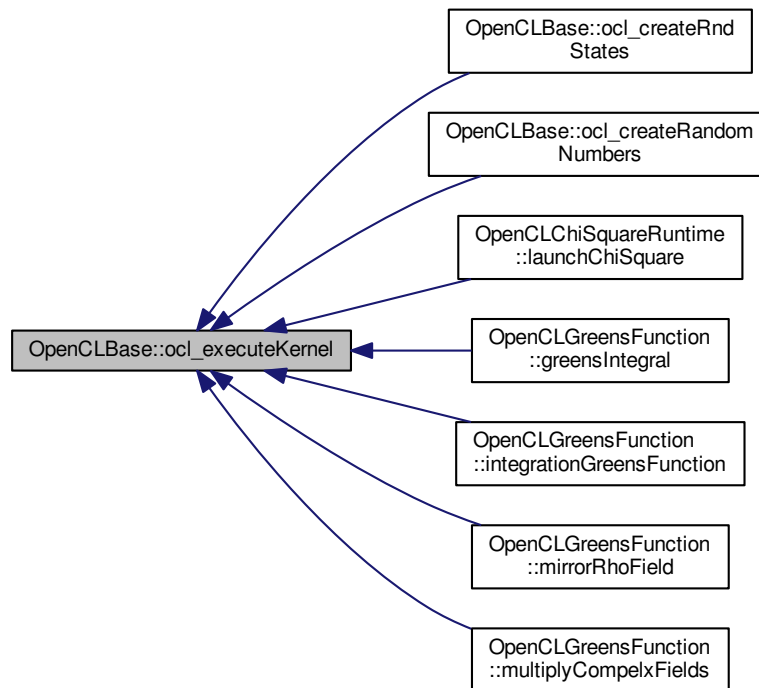 OpenCLBase::ocl_createRnd
States
OpenCLBase::ocl_createRandom
Numbers
OpenCLChiSquareRuntime
::launchChiSquare
OpenCLBase::ocl_executeKernel
OpenCLGreensFunction
::greensIntegral
OpenCLGreensFunction
::integrationGreensFunction
OpenCLGreensFunction
::mirrorRhoField
OpenCLGreensFunction
::multiplyCompelxFields